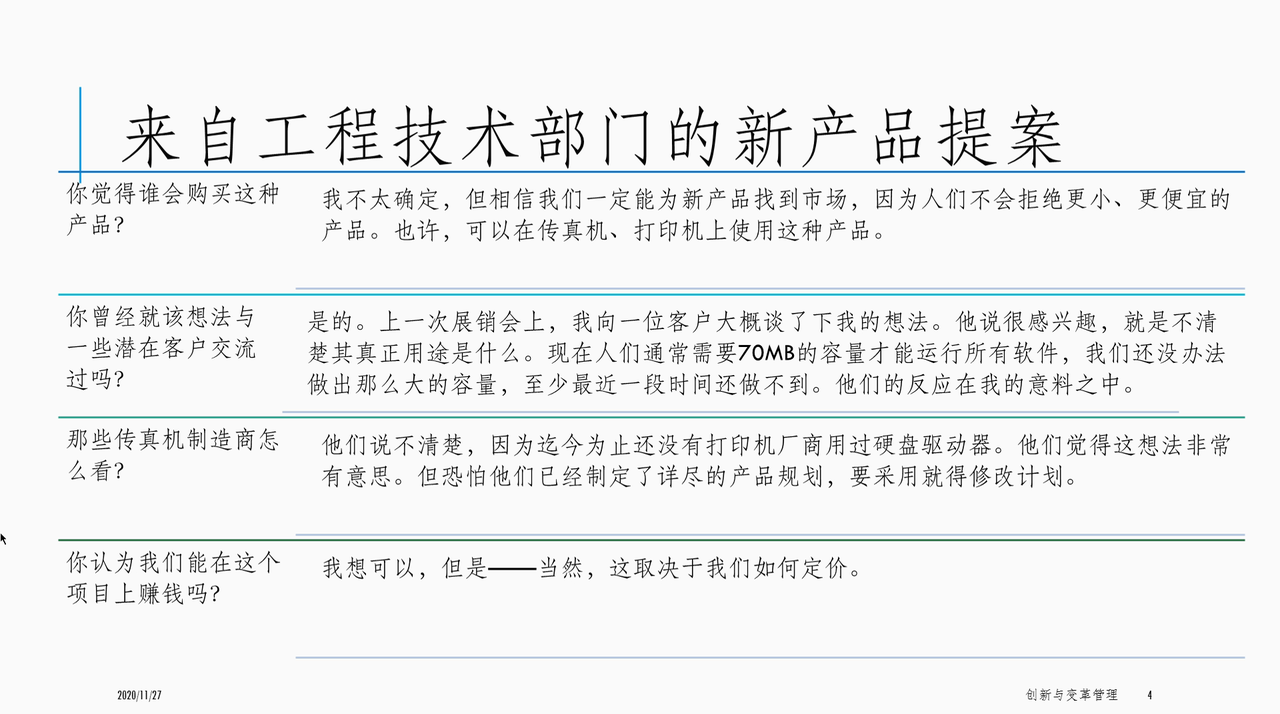 来自工程技术部门的新产品提案
你觉得谁会购买这种
产品?
我不太确定，但相信我们一定能为新产品找到市场，因为人们不会拒绝更小、更便宜的
产品。也许，可以在传真机、打印机上使用这种产品。
你曾经就该想法与
一些潜在客户交流
过吗?
是的。上一次展销会上，我向一位客户大概谈了下我的想法。他说很感兴趣，就是不清
楚其真正用途是什么。现在人们通常需要70MB的容量才能运行所有软件，我们还没办法
做出那么大的容量，至少最近一段时间还做不到。他们的反应在我的意料之中。
那些传真机制造商怎
么看?
他们说不清楚，因为迄今为止还没有打印机厂商用过硬盘驱动器。他们觉得这想法非常
有意思。但恐怕他们已经制定了详尽的产品规划，要采用就得修改计划。
你认为我们能在这个
项目上赚钱吗?
我想可以，但是——当然，这取决于我们如何定价。
2020/11/27
创新与变革管理
4